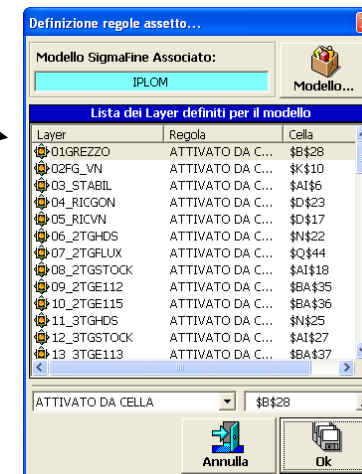 Definizione regole assetto...
Modello SigmaFine Associato:
IPLOM
Modello...
Lista dei Layer definiti per il modello
Layer Regola Cella
01GREZZO ATTIVATO DA C... $B$28
02FG_VN ATTIVATO DA C... $K$10
03_STABIL ATTIVATO DA C... $AI$6
04_RICGON ATTIVATO DA C... $D$23
05_RICVN ATTIVATO DA C... $D$17
06_2TGHDS ATTIVATO DA C... $N$22
07_2TGFLUX ATTIVATO DA C... $Q$44
08_2TGSTOCK ATTIVATO DA C... $AI$18
09_2TGE112 ATTIVATO DA C... $BA$35
10_2TGE115 ATTIVATO DA C... $BA$36
11_3TGHDS ATTIVATO DA C... $N$25
12_3TGSTOCK ATTIVATO DA C... $AI$27
13_3TGE113 ATTIVATO DA C... $BA$37
ATTIVATO DA CELLA $B$28
Annulla Ok